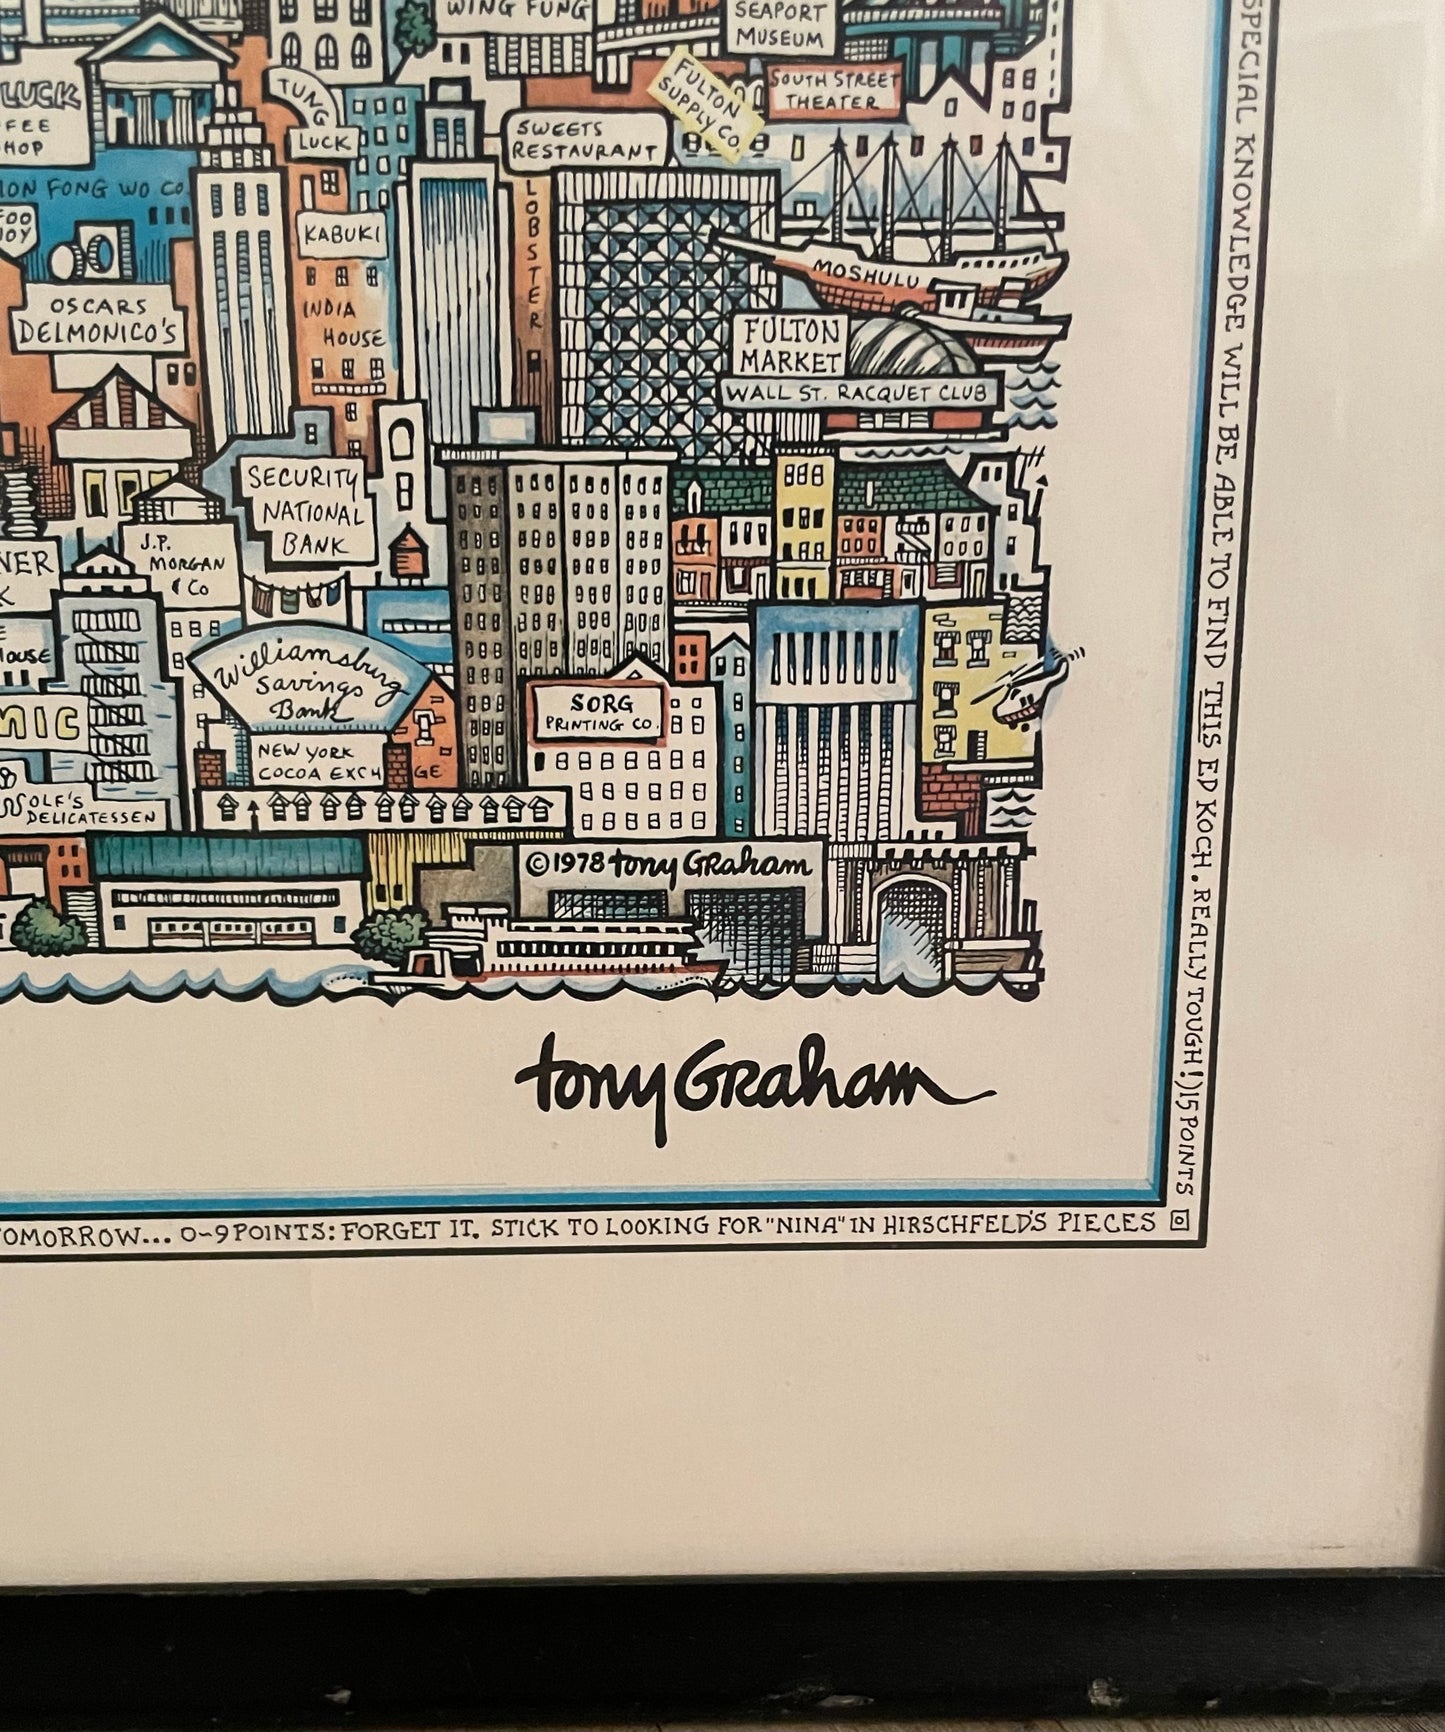 WING FUNG
SEAPORT
MUSEUM
LUCK
FEE
HOP
TUNG
LUCK
FULTON
SUPPLY CO.
SOUTH STREET
THEATER
SWEETS
RESTAURANT
ION FONG WO CO.
FOO
JOY
KABUKI
LOBSTER
MOSHULU
OSCARS
DELMONICO'S
INDIA
HOUSE
FULTON
MARKET
WALL ST. RACQUET CLUB
SECURITY
NATIONAL
BANK
NER
K
J.P.
MORGAN
& Co
E
HOUSE
Williamsburg
Savings
Bank
MIC
SORG
PRINTING CO.
NEW YORK
COCOA EXCH
GE
WOLF'S
DELICATESSEN
©1978 tony GRaham
tony GRaham
SPECIAL KNOWLEDGE WILL BE ABLE TO FIND THIS ED KOCH. REALLY TOUGH!) 15 POINTS
TOMORROW... 0~9 POINTS: FORGET IT. STICK TO LOOKING FOR "NINA" IN HIRSCHFELD'S PIECES